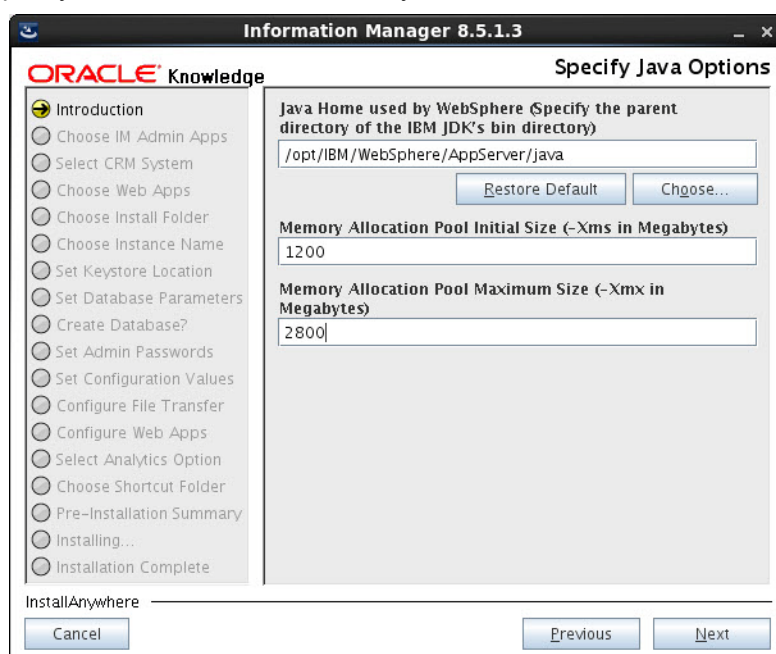 Information Manager 8.5.1.3
ORACLE Knowledge
Specify Java Options
Introduction
Choose IM Admin Apps
Select CRM System
Choose Web Apps
Choose Install Folder
Choose Instance Name
Set Keystore Location
Set Database Parameters
Create Database?
Set Admin Passwords
Set Configuration Values
Configure File Transfer
Configure Web Apps
Select Analytics Option
Choose Shortcut Folder
Pre-Installation Summary
Installing...
Installation Complete
Java Home used by WebSphere (Specify the parent
directory of the IBM JDK's bin directory)
/opt/IBM/WebSphere/AppServer/java
Restore Default
Choose...
Memory Allocation Pool Initial Size (-Xms in Megabytes)
1200
Memory Allocation Pool Maximum Size (-Xmx in
Megabytes)
2800
InstallAnywhere
Cancel
Previous
Next